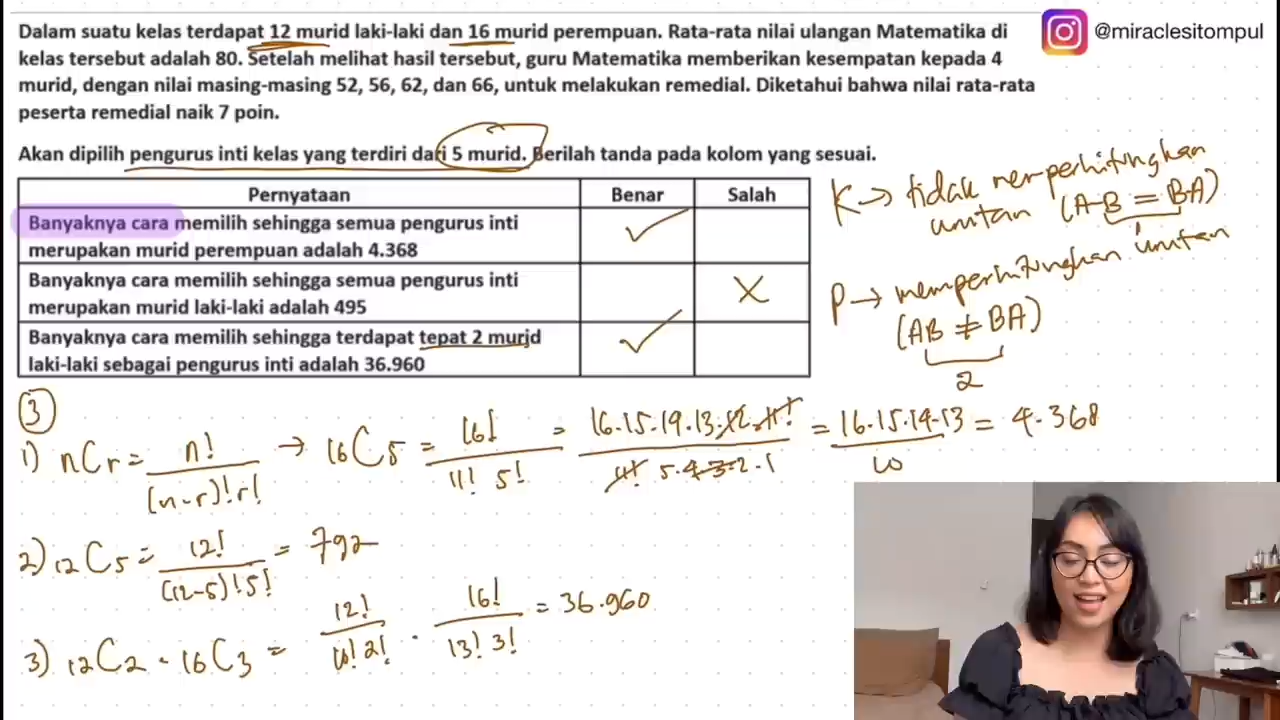 Dalam suatu kelas terdapat 12 murid laki-laki dan 16 murid perempuan. Rata-rata nilai ulangan Matematika di
kelas tersebut adalah 80. Setelah melihat hasil tersebut, guru Matematika memberikan kesempatan kepada 4
murid, dengan nilai masing-masing 52, 56, 62, dan 66, untuk melakukan remedial. Diketahui bahwa nilai rata-rata
peserta remedial naik 7 poin.
@miraclesitompul
Akan dipilih pengurus inti kelas yang terdiri dari 5 murid. Berilah tanda pada kolom yang sesuai.
Pernyataan Benar Salah
Banyaknya cara memilih sehingga semua pengurus inti
merupakan murid perempuan adalah 4.368 ✓
Banyaknya cara memilih sehingga semua pengurus inti
merupakan murid laki-laki adalah 495 X
Banyaknya cara memilih sehingga terdapat tepat 2 murid
laki-laki sebagai pengurus inti adalah 36.960 ✓
K → tidak memperhitungkan
urutan (AB = BA)
1
P → memperhitungkan urutan
(AB ≠ BA)
2
3
1) nCr = n! / (n-r)! r! → 16C5 = 16! / 11! 5! = 16.15.14.13.12.11! / 11! 5.4.3.2.1 = 16.15.14.13 / 10 = 4.368
2) 12C5 = 12! / (12-5)! 5! = 792
3) 12C2 . 16C3 = 12! / 10! 2! . 16! / 13! 3! = 36.960